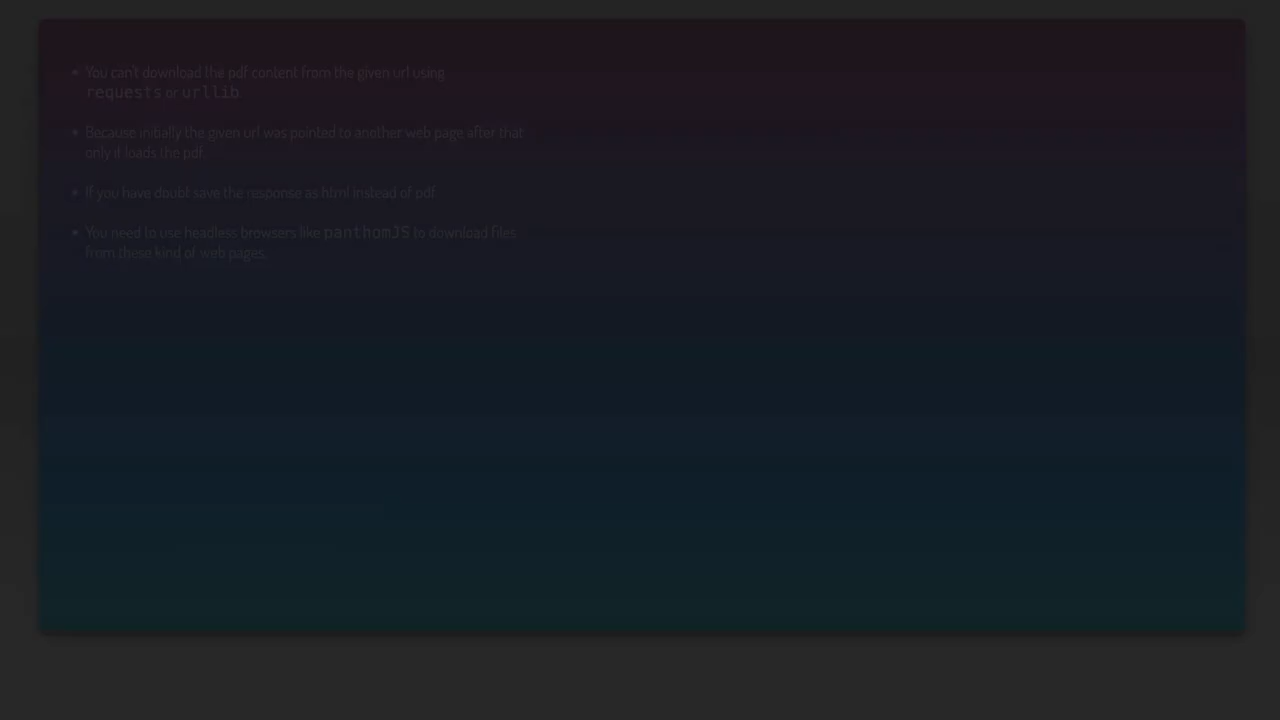 • You can't download the pdf content from the given url using
requests or urllib.
• Because initially the given url was pointed to another web page after that
only it loads the pdf.
• If you have doubt save the response as html instead of pdf.
• You need to use headless browsers like panthomJS to download files
from these kind of web pages.